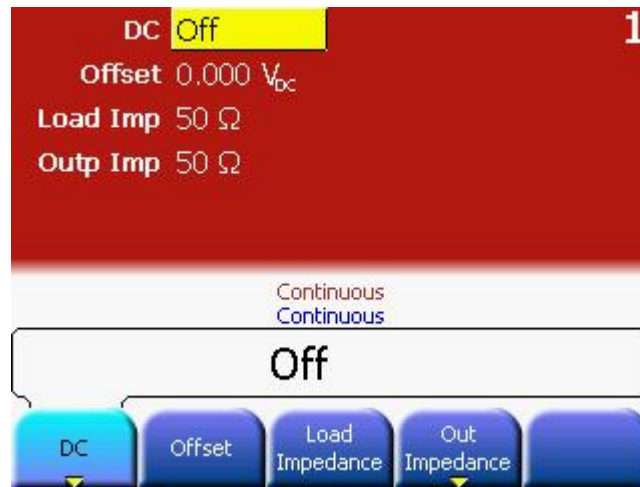 DC Off 1
Offset 0.000 VDC
Load Imp 50 Ω
Outp Imp 50 Ω
Continuous
Continuous
Off
DC Offset Load Impedance Out Impedance